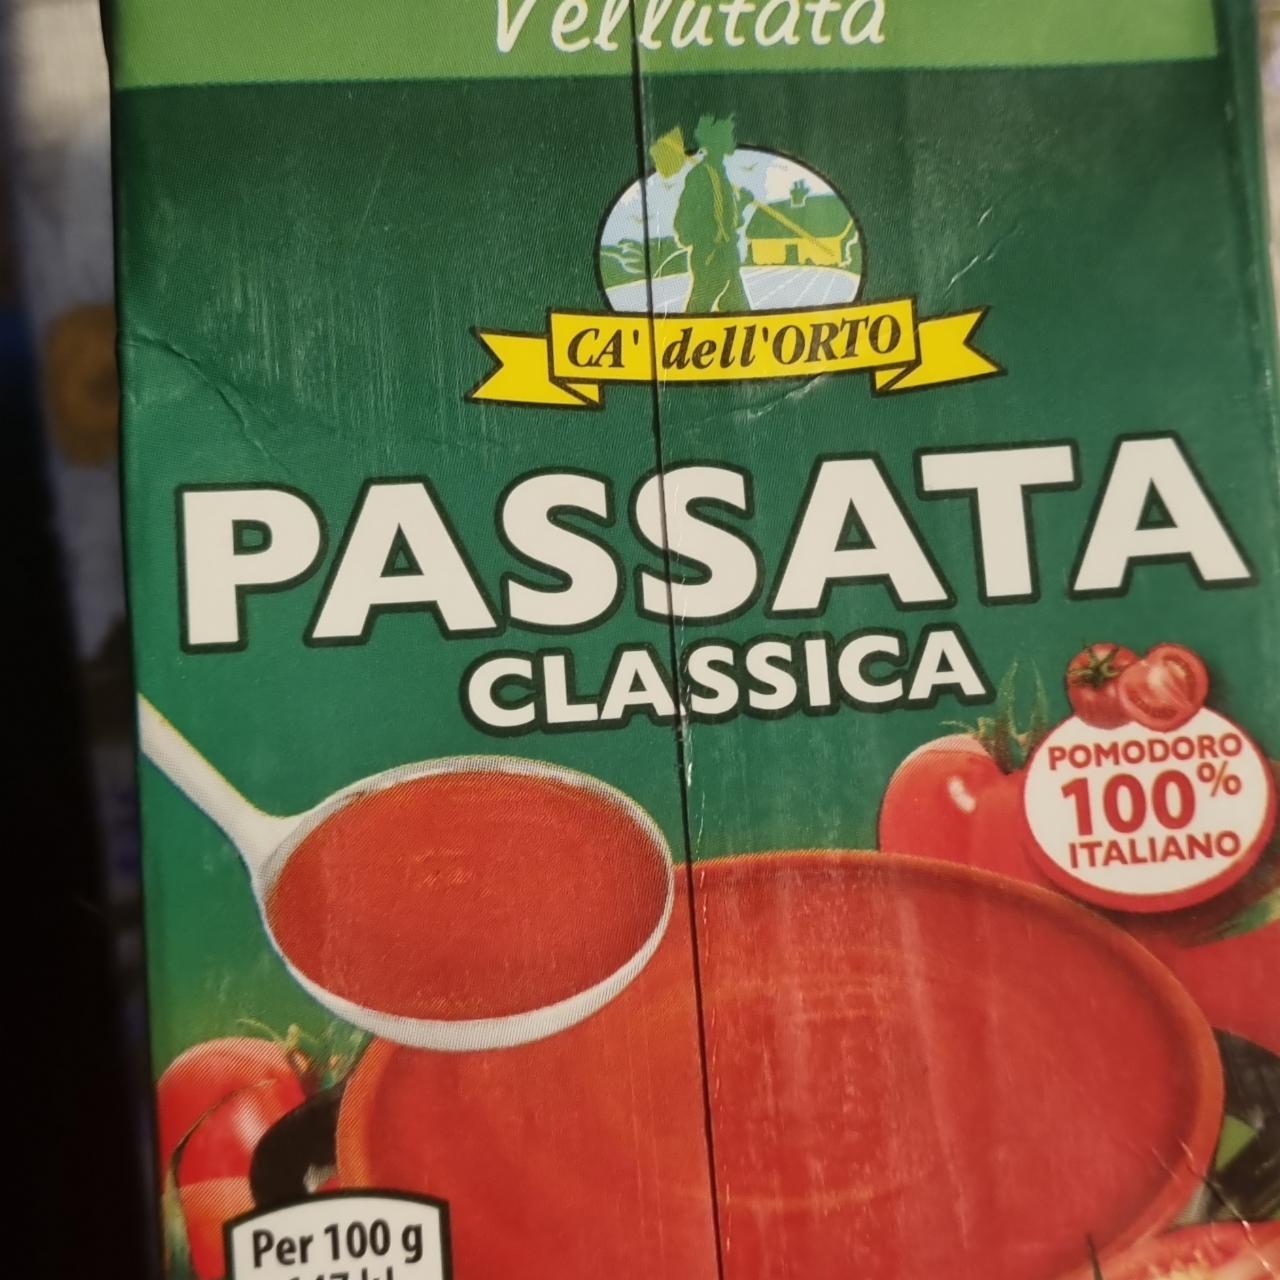 Vellutata
CA' dell'ORTO
PASSATA
CLASSICA
POMODORO
100%
ITALIANO
Per 100 g